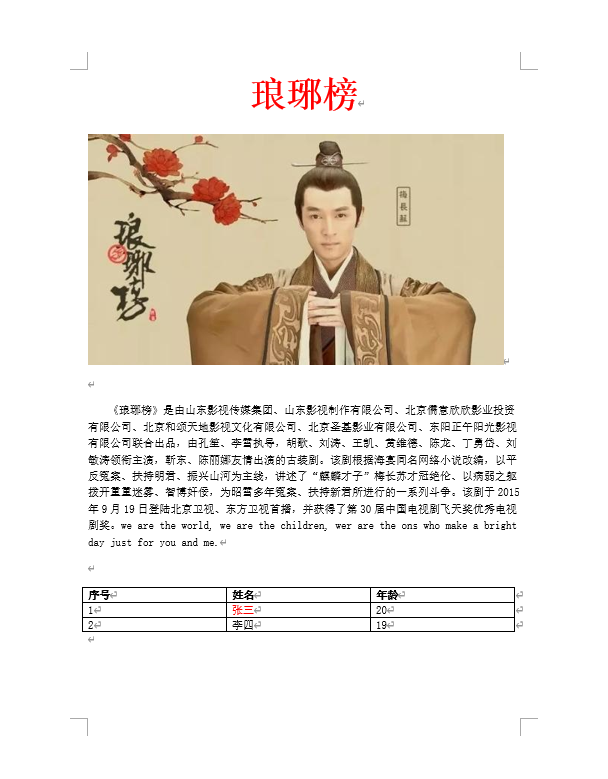 琅琊榜
琅琊榜
梅長蘇
《琅琊榜》是由山东影视传媒集团、山东影视制作有限公司、北京儒意欣欣影业投资
有限公司、北京和颂天地影视文化有限公司、北京圣基影业有限公司、东阳正午阳光影视
有限公司联合出品，由孔笙、李雪执导，胡歌、刘涛、王凯、黄维德、陈龙、丁勇岱、刘
敏涛领衔主演，靳东、陈丽娜友情出演的古装剧。该剧根据海宴同名网络小说改编，以平
反冤案、扶持明君、振兴山河为主线，讲述了“麒麟才子”梅长苏才冠绝伦、以病弱之躯
拨开重重迷雾、智博奸佞，为昭雪多年冤案、扶持新君所进行的一系列斗争。该剧于 2015
年 9 月 19 日登陆北京卫视、东方卫视首播，并获得了第 30 届中国电视剧飞天奖优秀电视
剧奖。we are the world, we are the children, wer are the ons who make a bright
day just for you and me.
序号 姓名 年龄
1 张三 20
2 李四 19